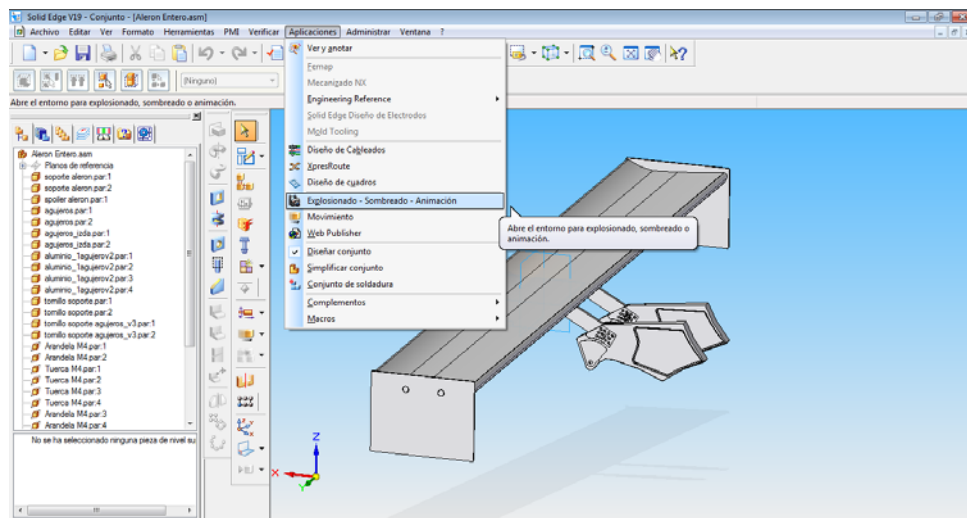 Solid Edge V19 - Conjunto - [Aleron Entero.asm]
Archivo Editar Ver Formato Herramientas PMI Verificar Aplicaciones Administrar Ventana ?
(Ninguno)
Abre el entorno para explosionado, sombreado o animación.
Ver y anotar
Femap
Mecanizado NX
Engineering Reference
Solid Edge Diseño de Electrodos
Mold Tooling
Diseño de Cableados
XpresRoute
Diseño de cuadros
Explosionado - Sombreado - Animación
Movimiento
Web Publisher
Diseñar conjunto
Simplificar conjunto
Conjunto de soldadura
Complementos
Macros
Abre el entorno para explosionado, sombreado o
animación.
Aleron Entero.asm
Planos de referencia
soporte aleron.par:1
soporte aleron.par:2
spoiler aleron.par:1
agujeros.par:1
agujeros.par:2
agujeros_izda.par:1
agujeros_izda.par:2
aluminio_1agujerov2.par:1
aluminio_1agujerov2.par:2
aluminio_1agujerov2.par:3
aluminio_1agujerov2.par:4
tornillo soporte.par:1
tornillo soporte.par:2
tornillo soporte agujeros_v3.par:1
tornillo soporte agujeros_v3.par:2
Arandela M4.par:1
Arandela M4.par:2
Tuerca M4.par:1
Tuerca M4.par:2
Tuerca M4.par:3
Tuerca M4.par:4
Arandela M4.par:3
Arandela M4.par:4
No se ha seleccionado ninguna pieza de nivel su
Z
X
Y